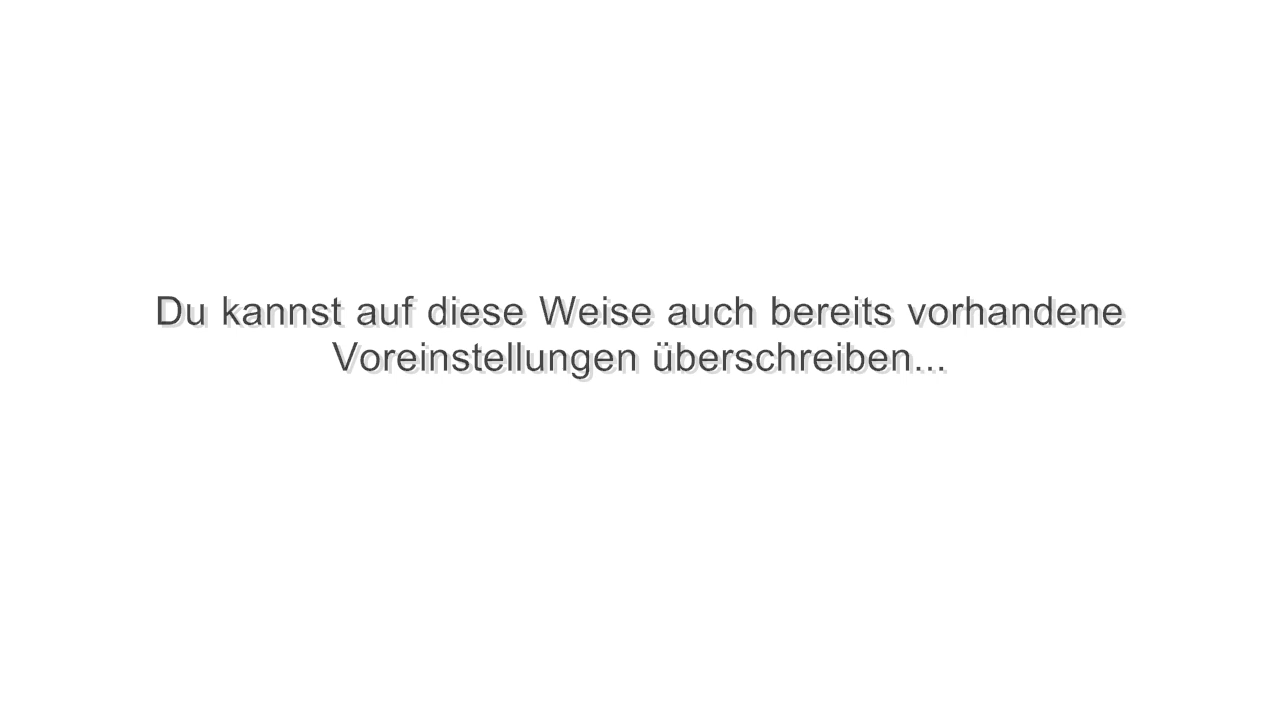 Du kannst auf diese Weise auch bereits vorhandene
Voreinstellungen überschreiben...